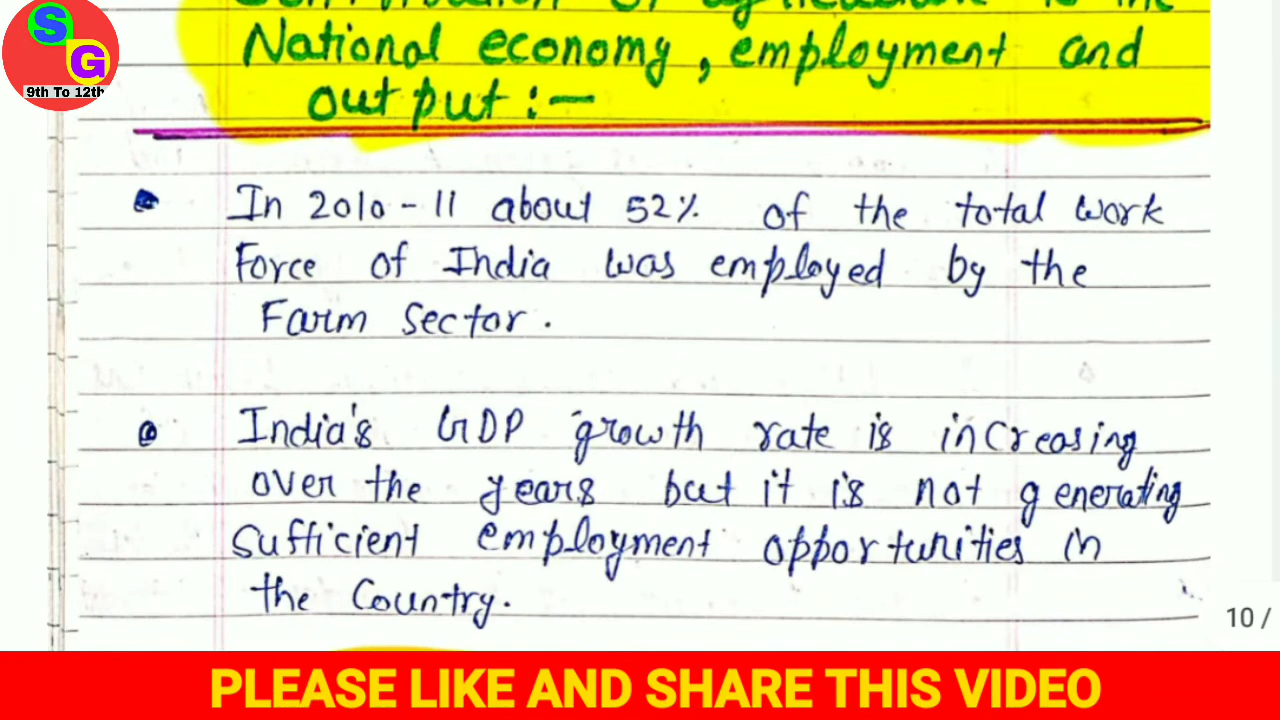 S
G
9th To 12th
National economy, employment and
output :-
In 2010-11 about 52% of the total work
Force of India was employed by the
Farm Sector.
India's GDP growth rate is increasing
over the years but it is not generating
sufficient employment opportunities in
the Country.
10 /
PLEASE LIKE AND SHARE THIS VIDEO